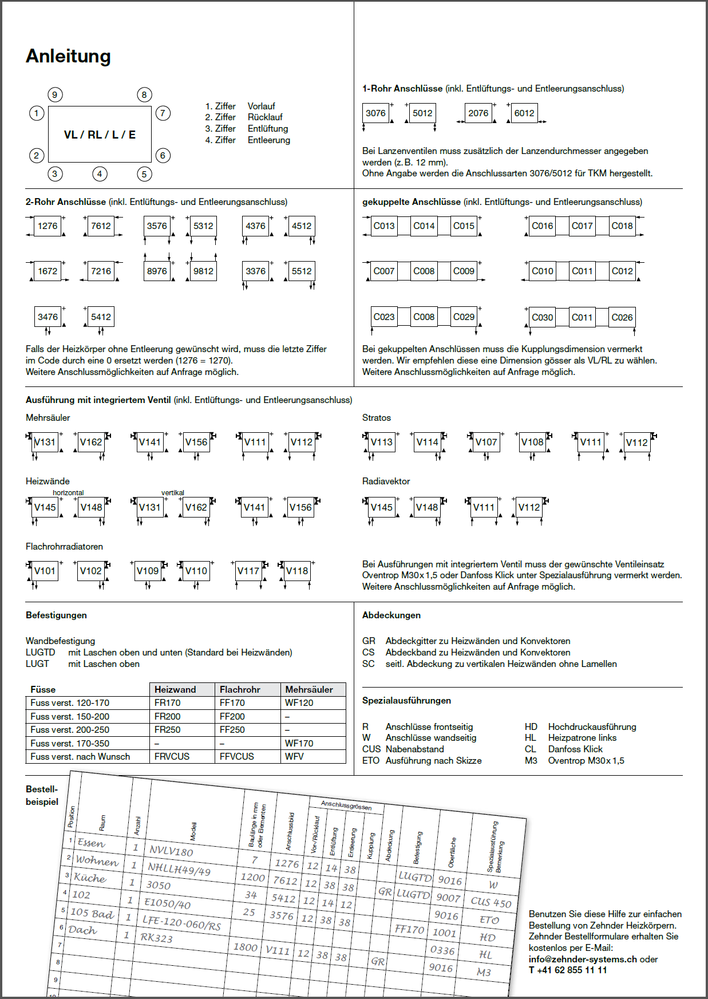 Anleitung
9 8
1 7
VL / RL / L / E
2 6
3 4 5
1. Ziffer Vorlauf
2. Ziffer Rücklauf
3. Ziffer Entlüftung
4. Ziffer Entleerung
1-Rohr Anschlüsse (inkl. Entlüftungs- und Entleerungsanschluss)
3076 5012 2076 6012
Bei Lanzenventilen muss zusätzlich der Lanzendurchmesser angegeben
werden (z. B. 12 mm).
Ohne Angabe werden die Anschlussarten 3076/5012 für TKM hergestellt.
2-Rohr Anschlüsse (inkl. Entlüftungs- und Entleerungsanschluss)
1276 7612 3576 5312 4376 4512
1672 7216 8976 9812 3376 5512
3476 5412
Falls der Heizkörper ohne Entleerung gewünscht wird, muss die letzte Ziffer
im Code durch eine 0 ersetzt werden (1276 = 1270).
Weitere Anschlussmöglichkeiten auf Anfrage möglich.
gekuppelte Anschlüsse (inkl. Entlüftungs- und Entleerungsanschluss)
C013 C014 C015 C016 C017 C018
C007 C008 C009 C010 C011 C012
C023 C008 C029 C030 C011 C026
Bei gekuppelten Anschlüssen muss die Kupplungsdimension vermerkt
werden. Wir empfehlen diese eine Dimension gösser als VL/RL zu wählen.
Weitere Anschlussmöglichkeiten auf Anfrage möglich.
Ausführung mit integriertem Ventil (inkl. Entlüftungs- und Entleerungsanschluss)
Mehrsäuler
V131 V162 V141 V156 V111 V112
Stratos
V113 V114 V107 V108 V111 V112
Heizwände
horizontal vertikal
V145 V148 V131 V162 V141 V156
Radiavektor
V145 V148 V111 V112
Flachrohrradiatoren
V101 V102 V109 V110 V117 V118
Bei Ausführungen mit integriertem Ventil muss der gewünschte Ventileinsatz
Oventrop M30 x 1,5 oder Danfoss Klick unter Spezialausführung vermerkt werden.
Weitere Anschlussmöglichkeiten auf Anfrage möglich.
Befestigungen
Wandbefestigung
LUGTD mit Laschen oben und unten (Standard bei Heizwänden)
LUGT mit Laschen oben
Füsse Heizwand Flachrohr Mehrsäuler
Fuss verst. 120-170 FR170 FF170 WF120
Fuss verst. 150-200 FR200 FF200 –
Fuss verst. 200-250 FR250 FF250 –
Fuss verst. 170-350 – – WF170
Fuss verst. nach Wunsch FRVCUS FFVCUS WFV
Abdeckungen
GR Abdeckgitter zu Heizwänden und Konvektoren
CS Abdeckband zu Heizwänden und Konvektoren
SC seitl. Abdeckung zu vertikalen Heizwänden ohne Lamellen
Spezialausführungen
R Anschlüsse frontseitig HD Hochdruckausführung
W Anschlüsse wandseitig HL Heizpatrone links
CUS Nabenabstand CL Danfoss Klick
ETO Ausführung nach Skizze M3 Oventrop M30 x 1,5
Bestell-
beispiel
Position Raum Anzahl Modell Baulänge in mm oder Elementen Anschlussbild Anschlussgrössen Vor-/Rücklauf Entlüftung Entleerung Kupplung Abdeckung Befestigung Oberfläche Spezialausführung Bemerkung
1 Essen 1 NVLV180 7 1276 12 14 38 LUGTD 9016 W
2 Wohnen 1 NHLLH49/49 1200 7612 12 38 38 GR LUGTD 9007 CUS 450
3 Küche 1 3050 34 5412 12 14 12 9016 ETO
4 102 1 E1050/40 25 3576 12 38 38 FF170 1001 HD
5 105 Bad 1 LFE-120-060/RS 0336 HL
6 Dach 1 RK323 1800 V111 12 38 38 GR 9016 M3
7
8
9
10
Benutzen Sie diese Hilfe zur einfachen
Bestellung von Zehnder Heizkörpern.
Zehnder Bestellformulare erhalten Sie
kostenlos per E-Mail:
info@zehnder-systems.ch oder
T +41 62 855 11 11